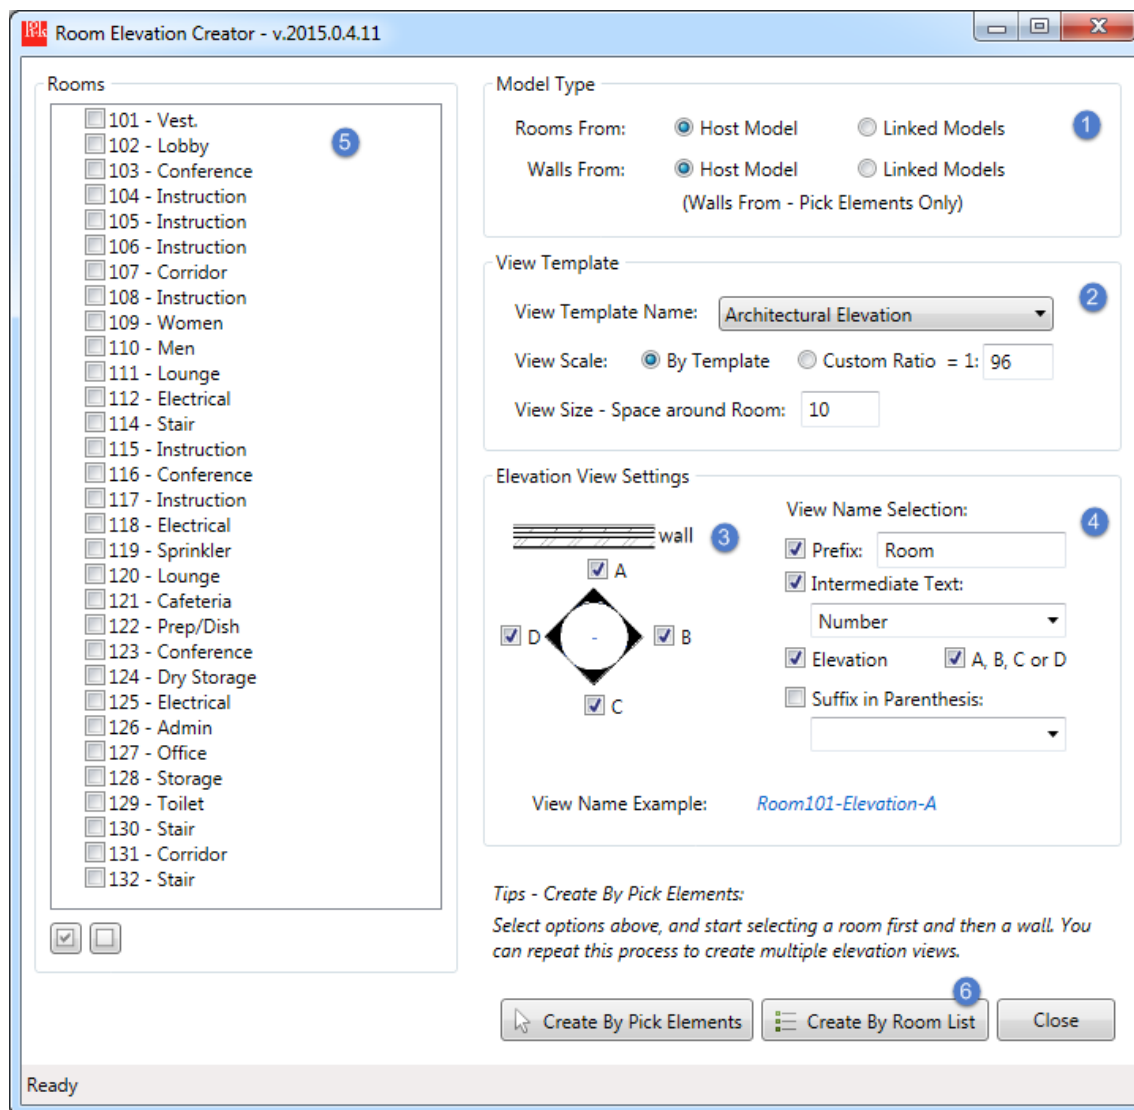 HOK Room Elevation Creator - v.2015.0.4.11
Rooms
101 - Vest.
102 - Lobby
103 - Conference
104 - Instruction
105 - Instruction
106 - Instruction
107 - Corridor
108 - Instruction
109 - Women
110 - Men
111 - Lounge
112 - Electrical
114 - Stair
115 - Instruction
116 - Conference
117 - Instruction
118 - Electrical
119 - Sprinkler
120 - Lounge
121 - Cafeteria
122 - Prep/Dish
123 - Conference
124 - Dry Storage
125 - Electrical
126 - Admin
127 - Office
128 - Storage
129 - Toilet
130 - Stair
131 - Corridor
132 - Stair
5
Model Type
1
Rooms From: Host Model Linked Models
Walls From: Host Model Linked Models
(Walls From - Pick Elements Only)
View Template
2
View Template Name: Architectural Elevation
View Scale: By Template Custom Ratio = 1: 96
View Size - Space around Room: 10
Elevation View Settings
wall 3
A
D - B
C
View Name Selection: 4
Prefix: Room
Intermediate Text:
Number
Elevation A, B, C or D
Suffix in Parenthesis:
View Name Example: Room101-Elevation-A
Tips - Create By Pick Elements:
Select options above, and start selecting a room first and then a wall. You
can repeat this process to create multiple elevation views.
6
Create By Pick Elements Create By Room List Close
Ready